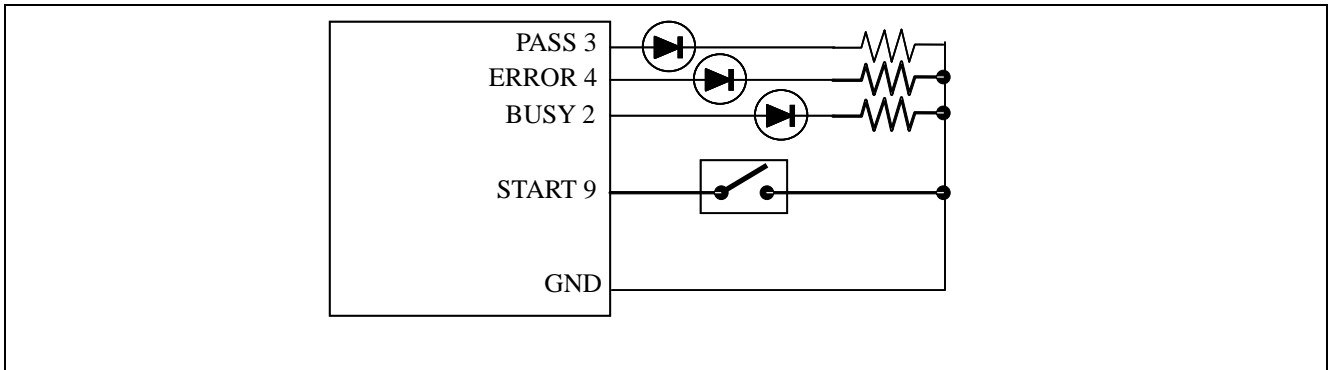 PASS 3
ERROR 4
BUSY 2
START 9
GND